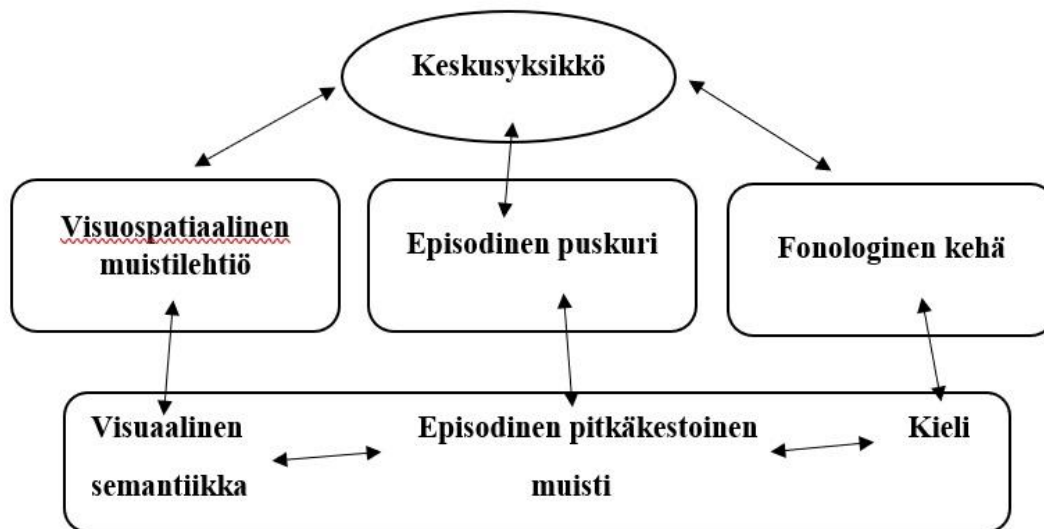 Keskusyksikkö
Visuospatiaalinen
muistilehtiö
Episodinen puskuri
Fonologinen kehä
Visuaalinen
semantiikka
Episodinen pitkäkestoinen
muisti
Kieli